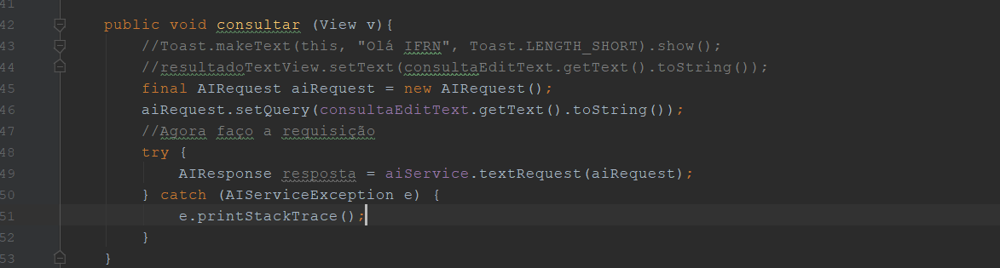 41
42 public void consultar (View v){
43 //Toast.makeText(this, "Olá IFRN", Toast.LENGTH_SHORT).show();
44 //resultadoTextView.setText(consultaEditText.getText().toString());
45 final AIRequest aiRequest = new AIRequest();
46 aiRequest.setQuery(consultaEditText.getText().toString());
47 //Agora faço a requisição
48 try {
49 AIResponse resposta = aiService.textRequest(aiRequest);
50 } catch (AIServiceException e) {
51 e.printStackTrace();
52 }
53 }